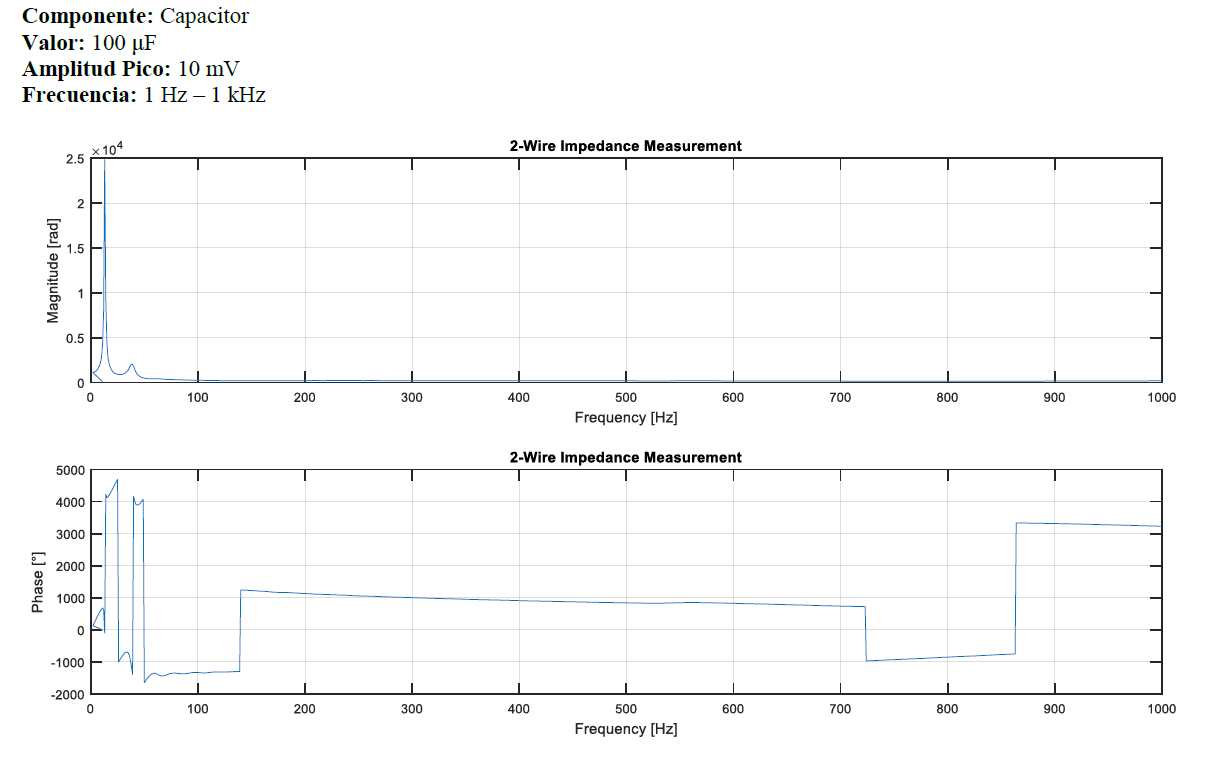 Componente: Capacitor
Valor: 100 μF
Amplitud Pico: 10 mV
Frecuencia: 1 Hz – 1 kHz
2-Wire Impedance Measurement
×10⁴
2.5
2
1.5
1
0.5
0
Magnitude [rad]
0 100 200 300 400 500 600 700 800 900 1000
Frequency [Hz]
2-Wire Impedance Measurement
5000
4000
3000
2000
1000
0
-1000
-2000
Phase [°]
0 100 200 300 400 500 600 700 800 900 1000
Frequency [Hz]